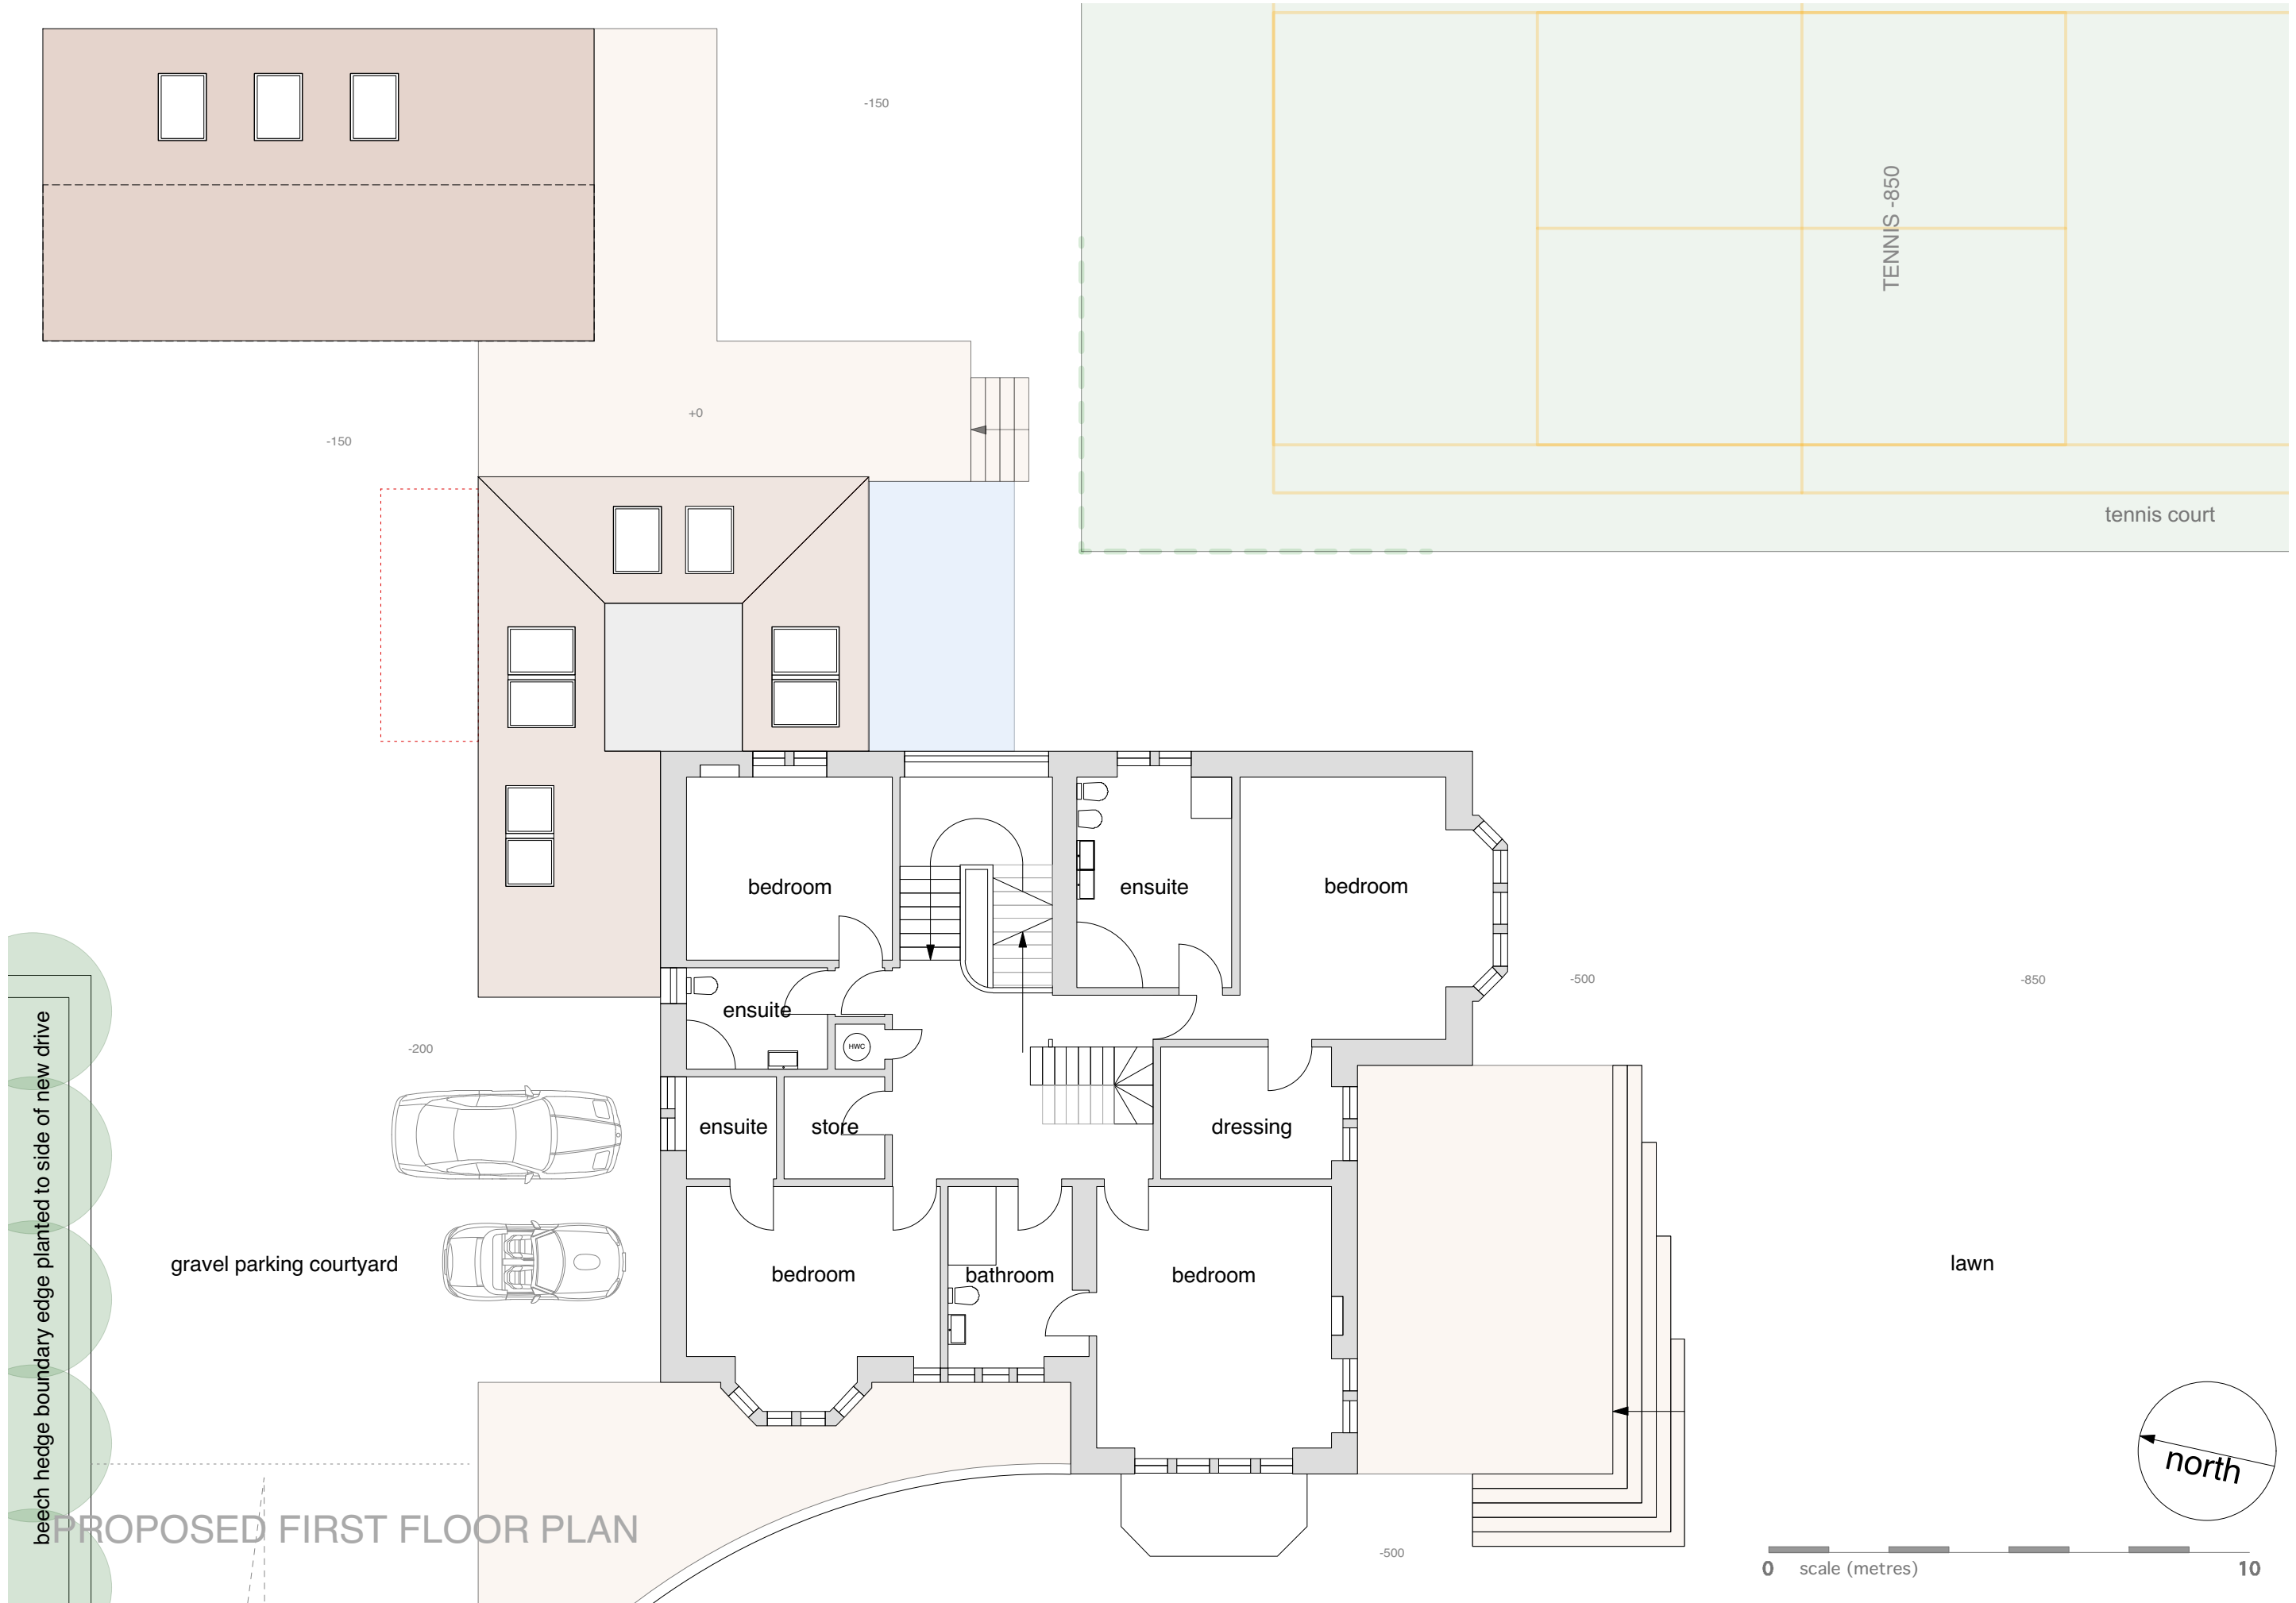 -150
TENNIS -850
+0
-150
tennis court
bedroom
ensuite
bedroom
-500
-850
ensuite
HWC
-200
ensuite
store
dressing
beech hedge boundary edge planted to side of new drive
gravel parking courtyard
bedroom
bathroom
bedroom
lawn
north
PROPOSED FIRST FLOOR PLAN
-500
0 scale (metres) 10